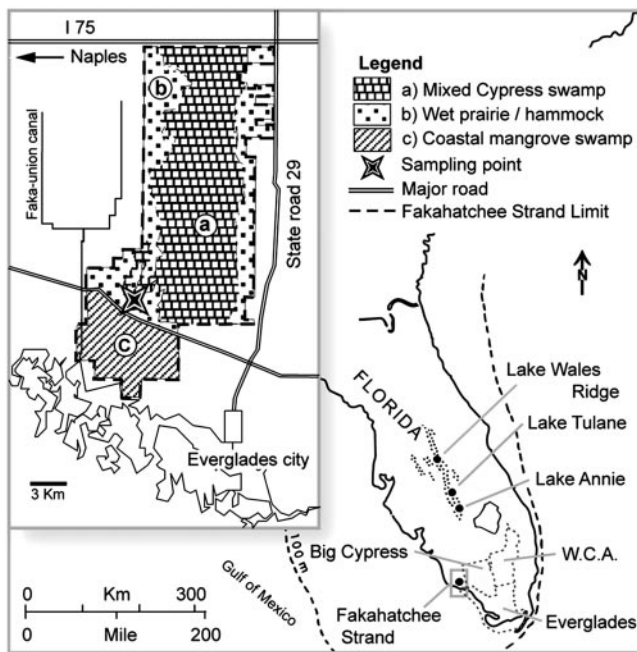 I 75
Naples
b
Faka-union canal
State road 29
a
c
Everglades city
3 Km
Legend
a) Mixed Cypress swamp
b) Wet prairie / hammock
c) Coastal mangrove swamp
Sampling point
Major road
Fakahatchee Strand Limit
N
FLORIDA
Lake Wales
Ridge
Lake Tulane
Lake Annie
Big Cypress
W.C.A.
100 m
Gulf of Mexico
Fakahatchee
Strand
Everglades
0 Km 300
0 Mile 200